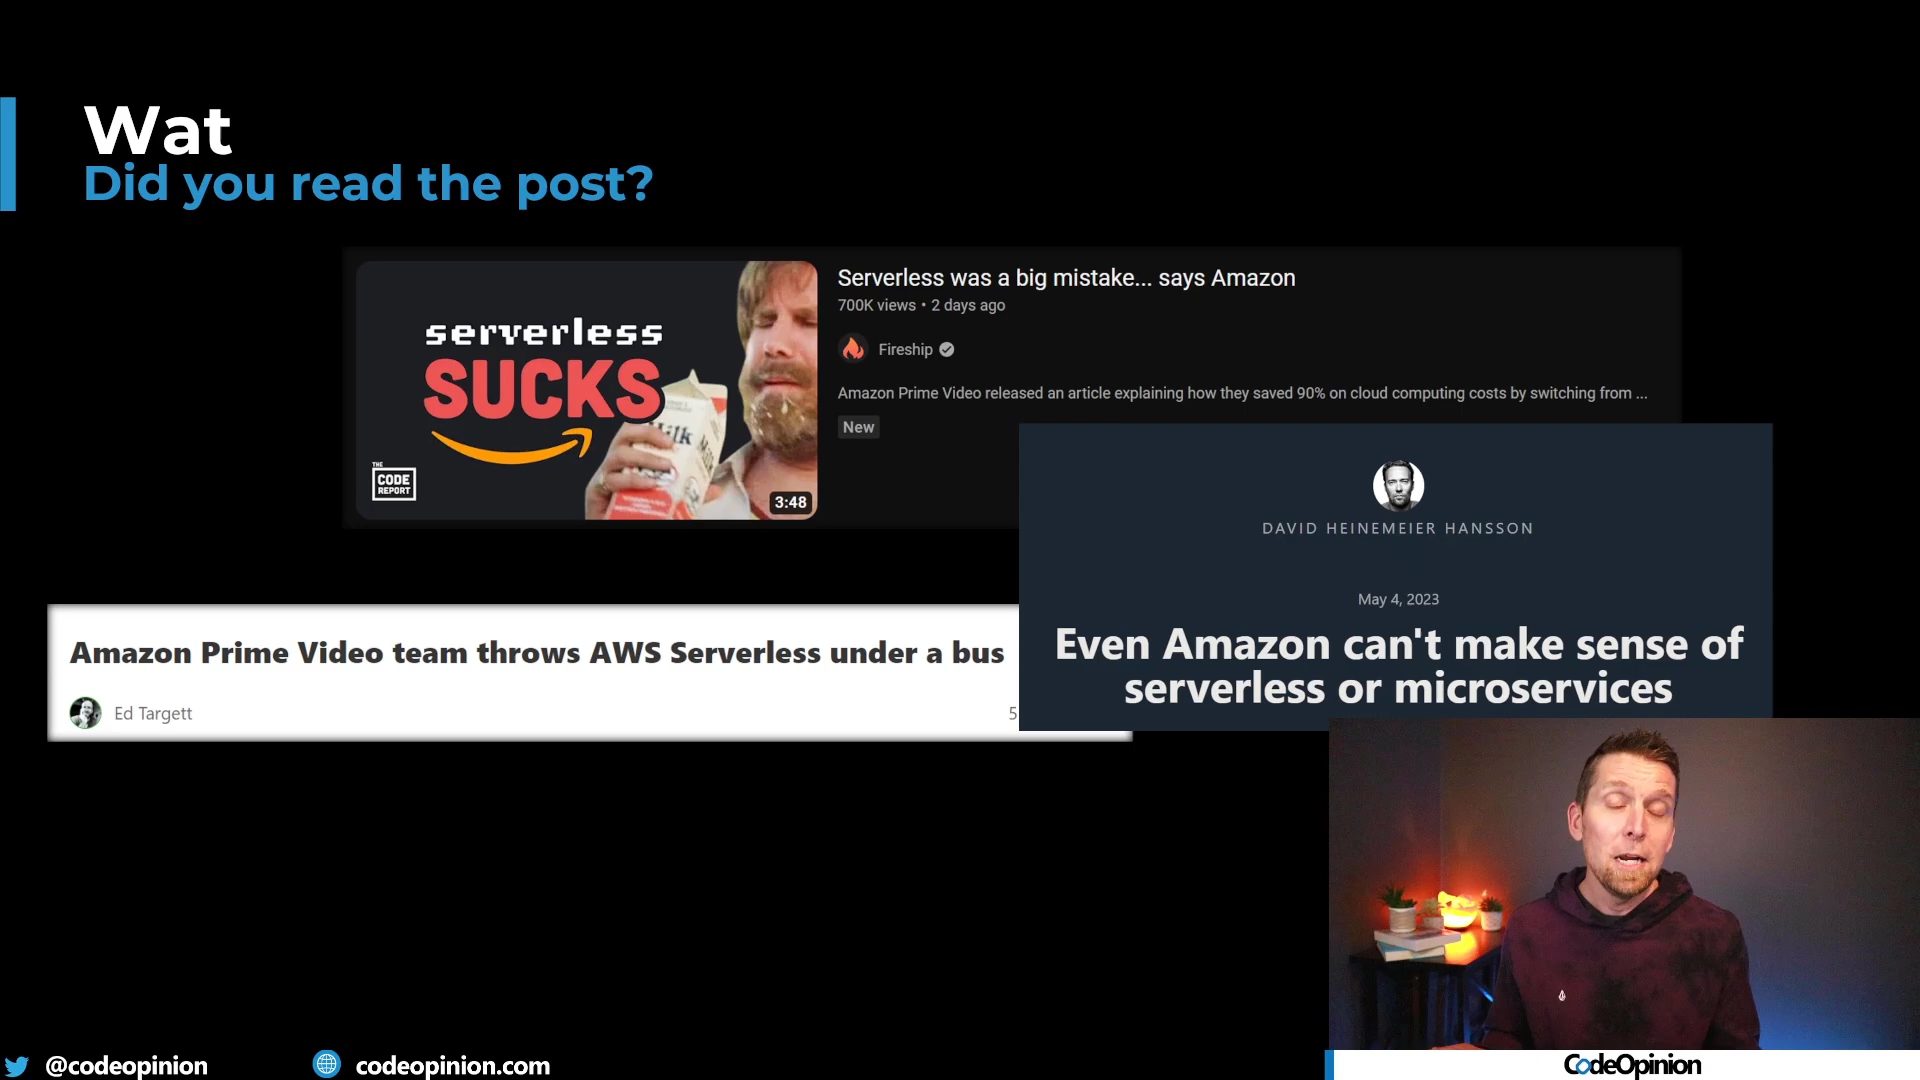 Wat
Did you read the post?
serverless
SUCKS
Milk
THE
CODE
REPORT
3:48
Serverless was a big mistake... says Amazon
700K views • 2 days ago
Fireship
Amazon Prime Video released an article explaining how they saved 90% on cloud computing costs by switching from ...
New
DAVID HEINEMEIER HANSSON
May 4, 2023
Even Amazon can't make sense of
serverless or microservices
Amazon Prime Video team throws AWS Serverless under a bus
Ed Targett
5
@codeopinion
codeopinion.com
CodeOpinion